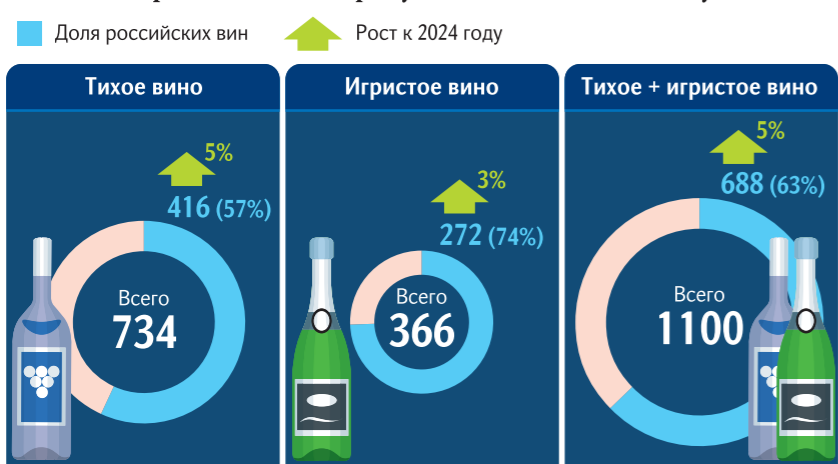 Доля российских вин
Рост к 2024 году
Тихое вино
5%
416 (57%)
Всего
734
Игристое вино
3%
272 (74%)
Всего
366
Тихое + игристое вино
5%
688 (63%)
Всего
1100